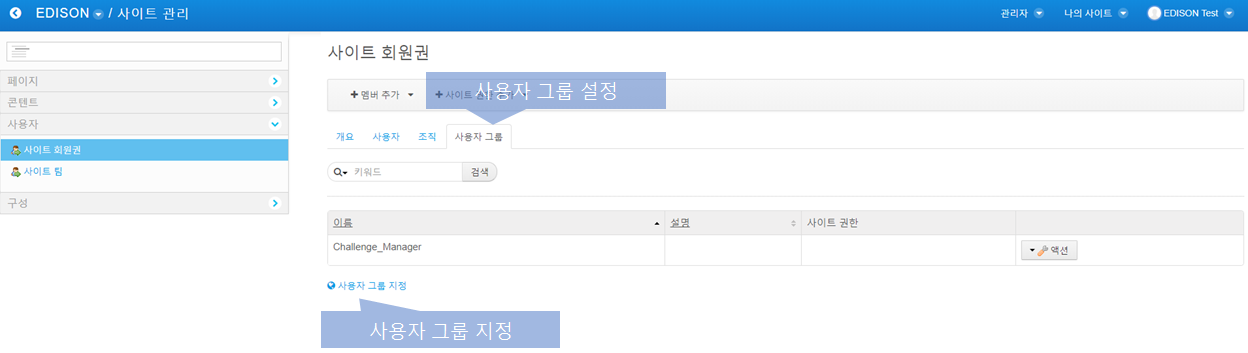 EDISON / 사이트 관리
관리자 나의 사이트 EDISON Test
페이지
콘텐트
사용자
사이트 회원권
사이트 팀
구성
사이트 회원권
멤버 추가 사이트
사용자 그룹 설정
개요 사용자 조직 사용자 그룹
키워드 검색
이름 설명 사이트 권한
Challenge_Manager 액션
사용자 그룹 지정
사용자 그룹 지정